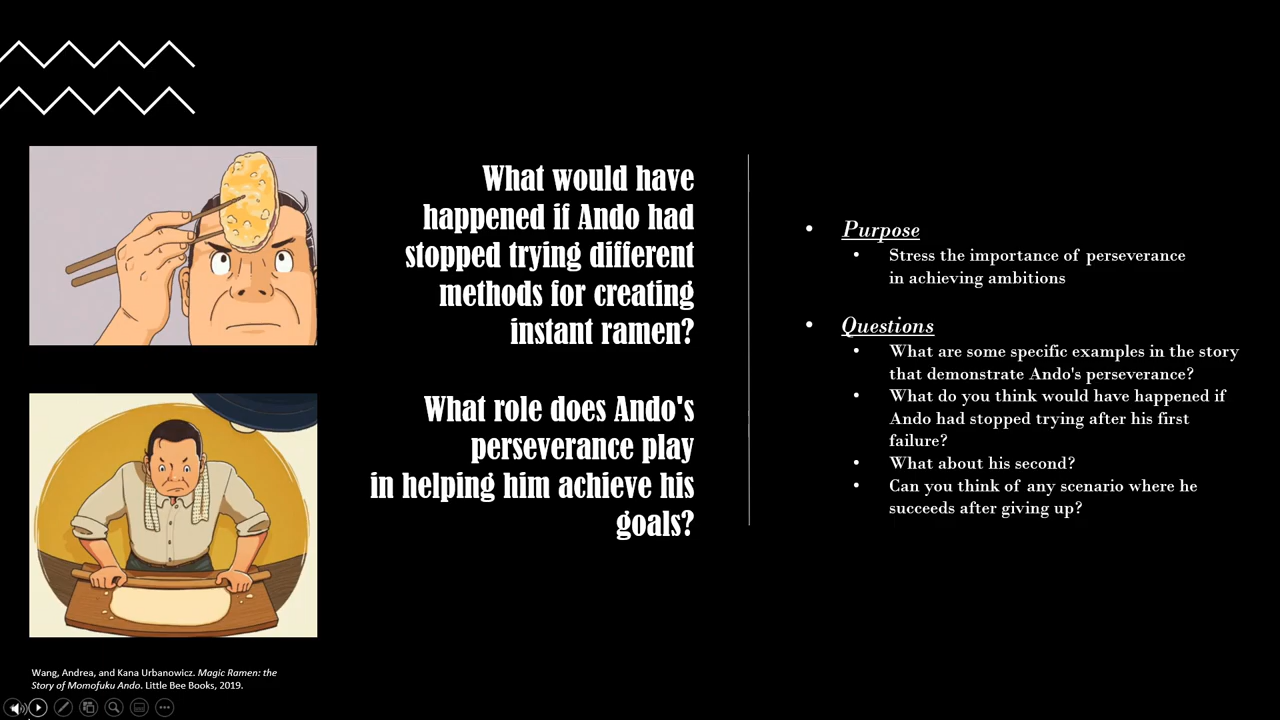 What would have
happened if Ando had
stopped trying different
methods for creating
instant ramen?
What role does Ando's
perseverance play
in helping him achieve his
goals?
• Purpose
• Stress the importance of perseverance
in achieving ambitions
• Questions
• What are some specific examples in the story
that demonstrate Ando's perseverance?
• What do you think would have happened if
Ando had stopped trying after his first
failure?
• What about his second?
• Can you think of any scenario where he
succeeds after giving up?
Wang, Andrea, and Kana Urbanowicz. Magic Ramen: the
Story of Momofuku Ando. Little Bee Books, 2019.